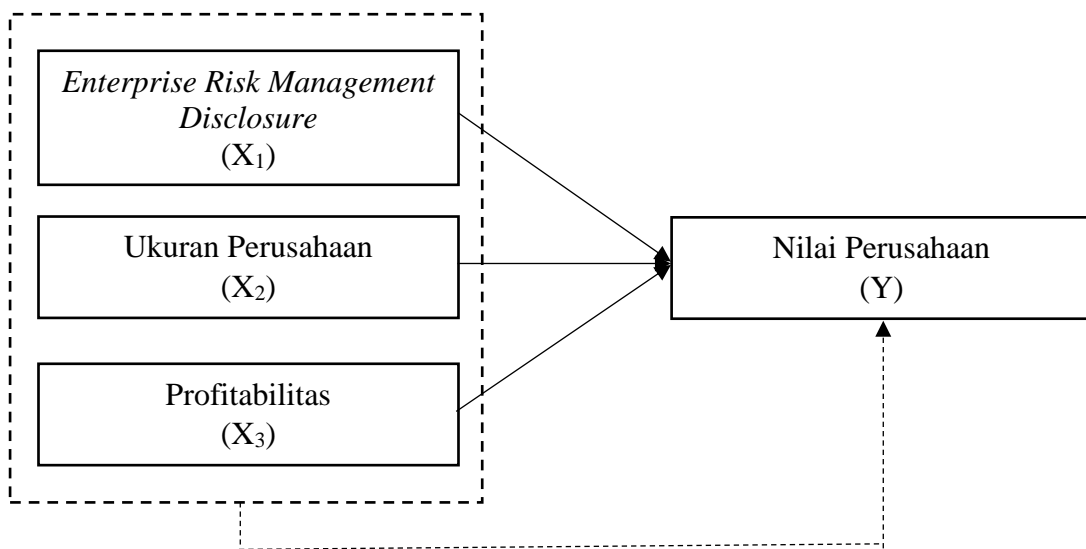 Enterprise Risk Management
Disclosure
(X₁)
Ukuran Perusahaan
(X₂)
Profitabilitas
(X₃)
Nilai Perusahaan
(Y)